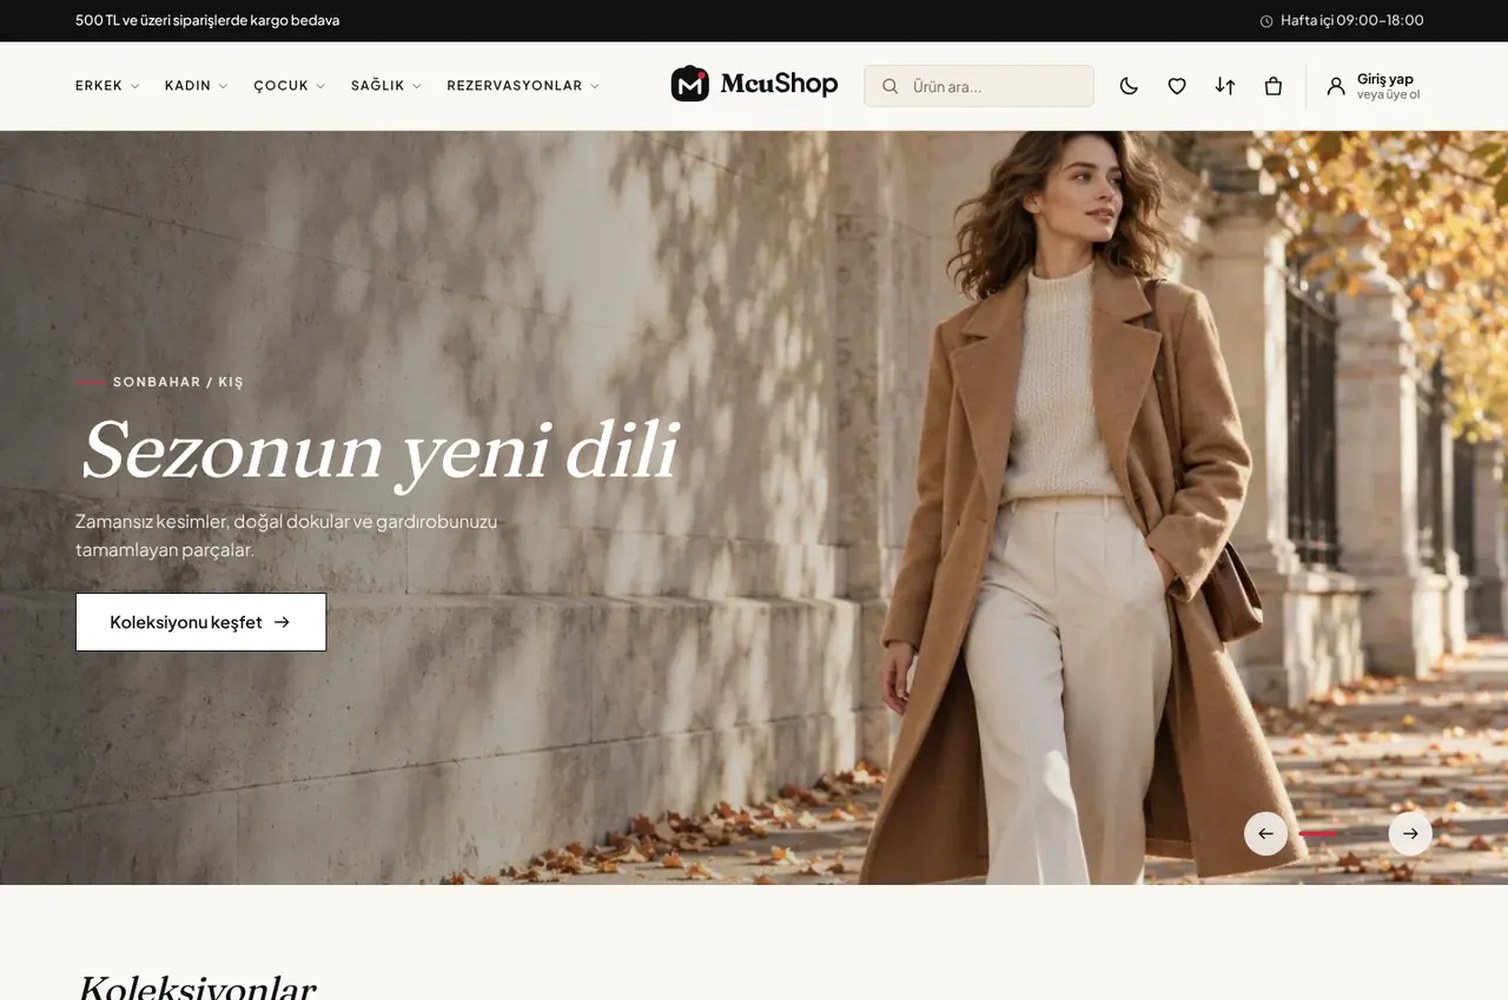 500 TL ve üzeri siparişlerde kargo bedava
Hafta içi 09:00–18:00
ERKEK
KADIN
ÇOCUK
SAĞLIK
REZERVASYONLAR
McuShop
Ürün ara...
Giriş yap
veya üye ol
SONBAHAR / KIŞ
Sezonun yeni dili
Zamansız kesimler, doğal dokular ve gardırobunuzu
tamamlayan parçalar.
Koleksiyonu keşfet →
Koleksiyonlar